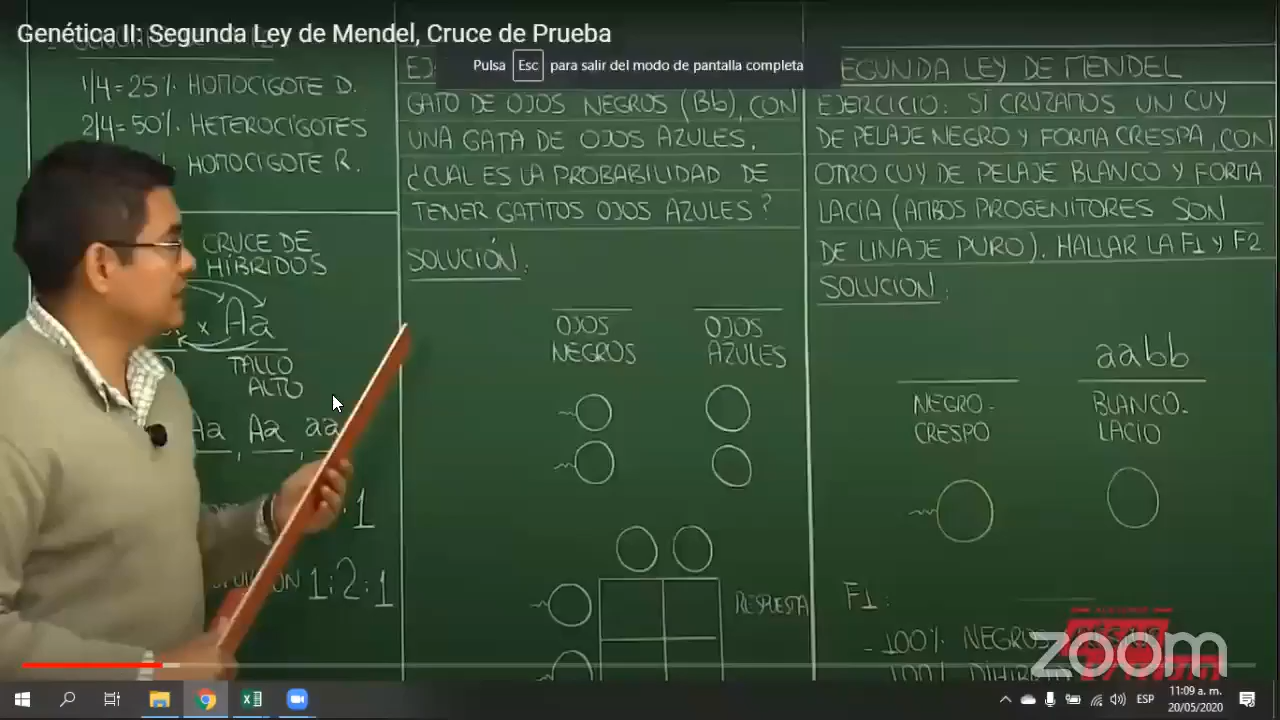 Genética II: Segunda Ley de Mendel, Cruce de Prueba
Pulsa Esc para salir del modo de pantalla completa
1/4=25%. HOMOCIGOTE D.
2/4=50%. HETEROCIGOTES
HOMOCIGOTE R.
CRUCE DE
HÍBRIDOS
x Aa
TALLO
ALTO
Aa, Aa, aa
:1
1:2:1
GATO DE OJOS NEGROS (Bb), CON
UNA GATA DE OJOS AZULES.
¿CUAL ES LA PROBABILIDAD DE
TENER GATITOS OJOS AZULES?
SOLUCIÓN:
OJOS
NEGROS
OJOS
AZULES
RESPUESTA
SEGUNDA LEY DE MENDEL
EJERCICIO: SI CRUZAMOS UN CUY
DE PELAJE NEGRO Y FORMA CRESPA, CON
OTRO CUY DE PELAJE BLANCO Y FORMA
LACIA (AMBOS PROGENITORES SON
DE LINAJE PURO). HALLAR LA F1 Y F2
SOLUCION:
aabb
NEGRO-
CRESPO
BLANCO-
LACIO
F1:
- 100% NEGROS
100%
zoom
ESP
11:09 a. m.
20/05/2020